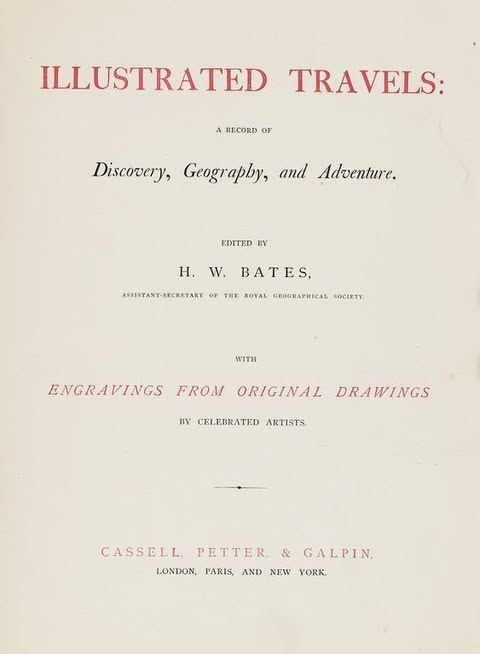 ILLUSTRATED TRAVELS:
A RECORD OF
Discovery, Geography, and Adventure.
EDITED BY
H. W. BATES,
ASSISTANT-SECRETARY OF THE ROYAL GEOGRAPHICAL SOCIETY.
WITH
ENGRAVINGS FROM ORIGINAL DRAWINGS
BY CELEBRATED ARTISTS.
CASSELL, PETTER, & GALPIN,
LONDON, PARIS, AND NEW YORK.